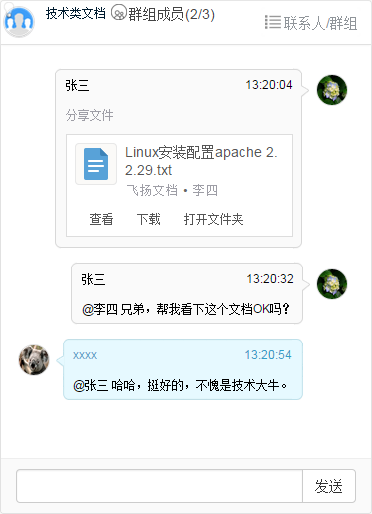 技术类文档 群组成员(2/3) 联系人/群组
张三 13:20:04
分享文件
Linux安装配置apache 2.
2.29.txt
飞扬文档 • 李四
查看 下载 打开文件夹
张三 13:20:32
@李四 兄弟，帮我看下这个文档OK吗？
xxxx 13:20:54
@张三 哈哈，挺好的，不愧是技术大牛。
发送